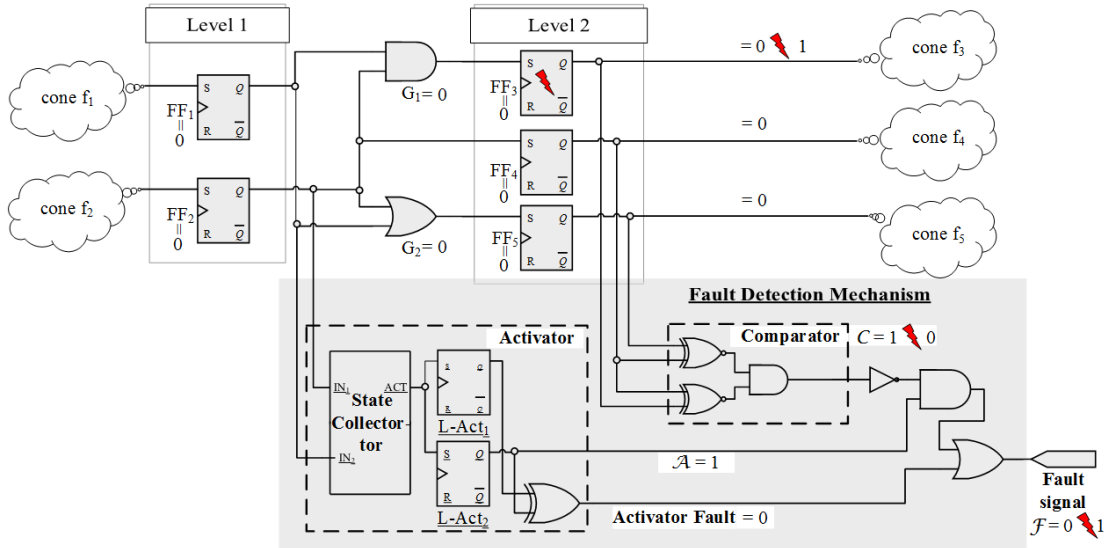 Level 1
Level 2
cone f1
S Q
FF1
= 0
R Q
G1= 0
S Q
FF3
= 0
R Q
= 0 1
cone f3
S Q
FF4
= 0
R Q
= 0
cone f4
cone f2
S Q
FF2
= 0
R Q
G2= 0
S Q
FF5
= 0
R Q
= 0
cone f5
Fault Detection Mechanism
Activator
Comparator
C = 1 0
IN1 ACT
State
Collector-
tor
IN2
S Q
R Q
L-Act1
S Q
R Q
L-Act2
A = 1
Activator Fault = 0
Fault
signal
F = 0 1